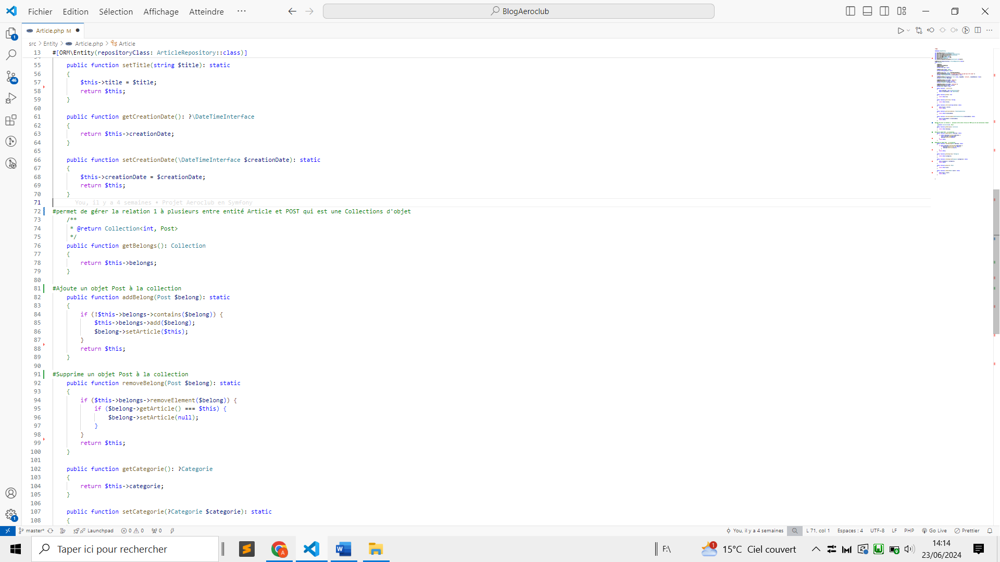 Fichier Edition Sélection Affichage Atteindre ··· BlogAeroclub
Article.php M
src > Entity > Article.php > Article
13 #[ORM\Entity(repositoryClass: ArticleRepository::class)]
55 public function setTitle(string $title): static
56 {
57 $this->title = $title;
58 return $this;
59 }
60
61 public function getCreationDate(): ?\DateTimeInterface
62 {
63 return $this->creationDate;
64 }
65
66 public function setCreationDate(\DateTimeInterface $creationDate): static
67 {
68 $this->creationDate = $creationDate;
69 return $this;
70 }
71 You, il y a 4 semaines • Projet Aeroclub en Symfony
72 #permet de gérer la relation 1 à plusieurs entre entité Article et POST qui est une Collections d'objet
73 /**
74 * @return Collection<int, Post>
75 */
76 public function getBelongs(): Collection
77 {
78 return $this->belongs;
79 }
80
81 #Ajoute un objet Post à la collection
82 public function addBelong(Post $belong): static
83 {
84 if (!$this->belongs->contains($belong)) {
85 $this->belongs->add($belong);
86 $belong->setArticle($this);
87 }
88 return $this;
89 }
90
91 #Supprime un objet Post à la collection
92 public function removeBelong(Post $belong): static
93 {
94 if ($this->belongs->removeElement($belong)) {
95 if ($belong->getArticle() === $this) {
96 $belong->setArticle(null);
97 }
98 }
99 return $this;
100 }
101
102 public function getCategorie(): ?Categorie
103 {
104 return $this->categorie;
105 }
106
107 public function setCategorie(?Categorie $categorie): static
108 {
1
46
1
master* Launchpad 0 0 0 You, il y a 4 semaines L 71, col 1 Espaces : 4 UTF-8 LF PHP Go Live Prettier
Taper ici pour rechercher F:\ 1 15°C Ciel couvert 14:14
23/06/2024